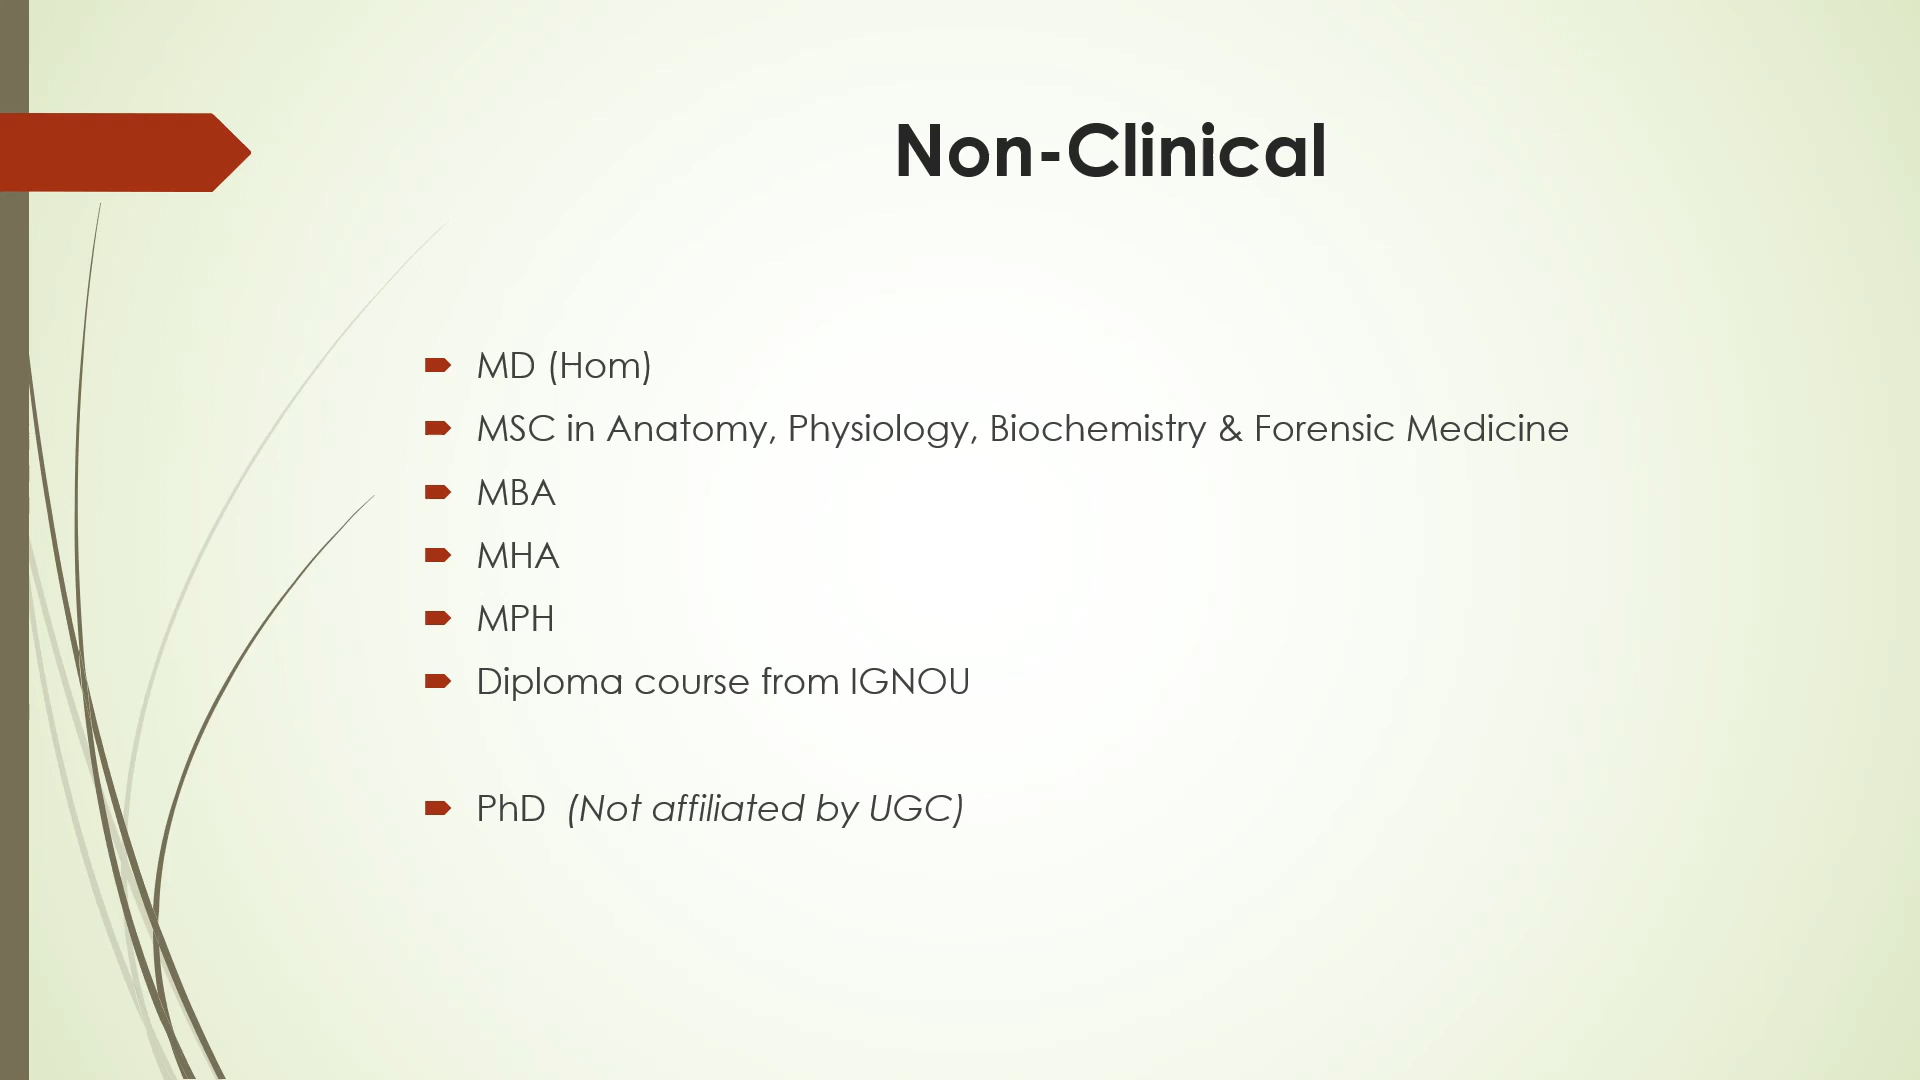 Non-Clinical
MD (Hom)
MSC in Anatomy, Physiology, Biochemistry & Forensic Medicine
MBA
MHA
MPH
Diploma course from IGNOU
PhD (Not affiliated by UGC)